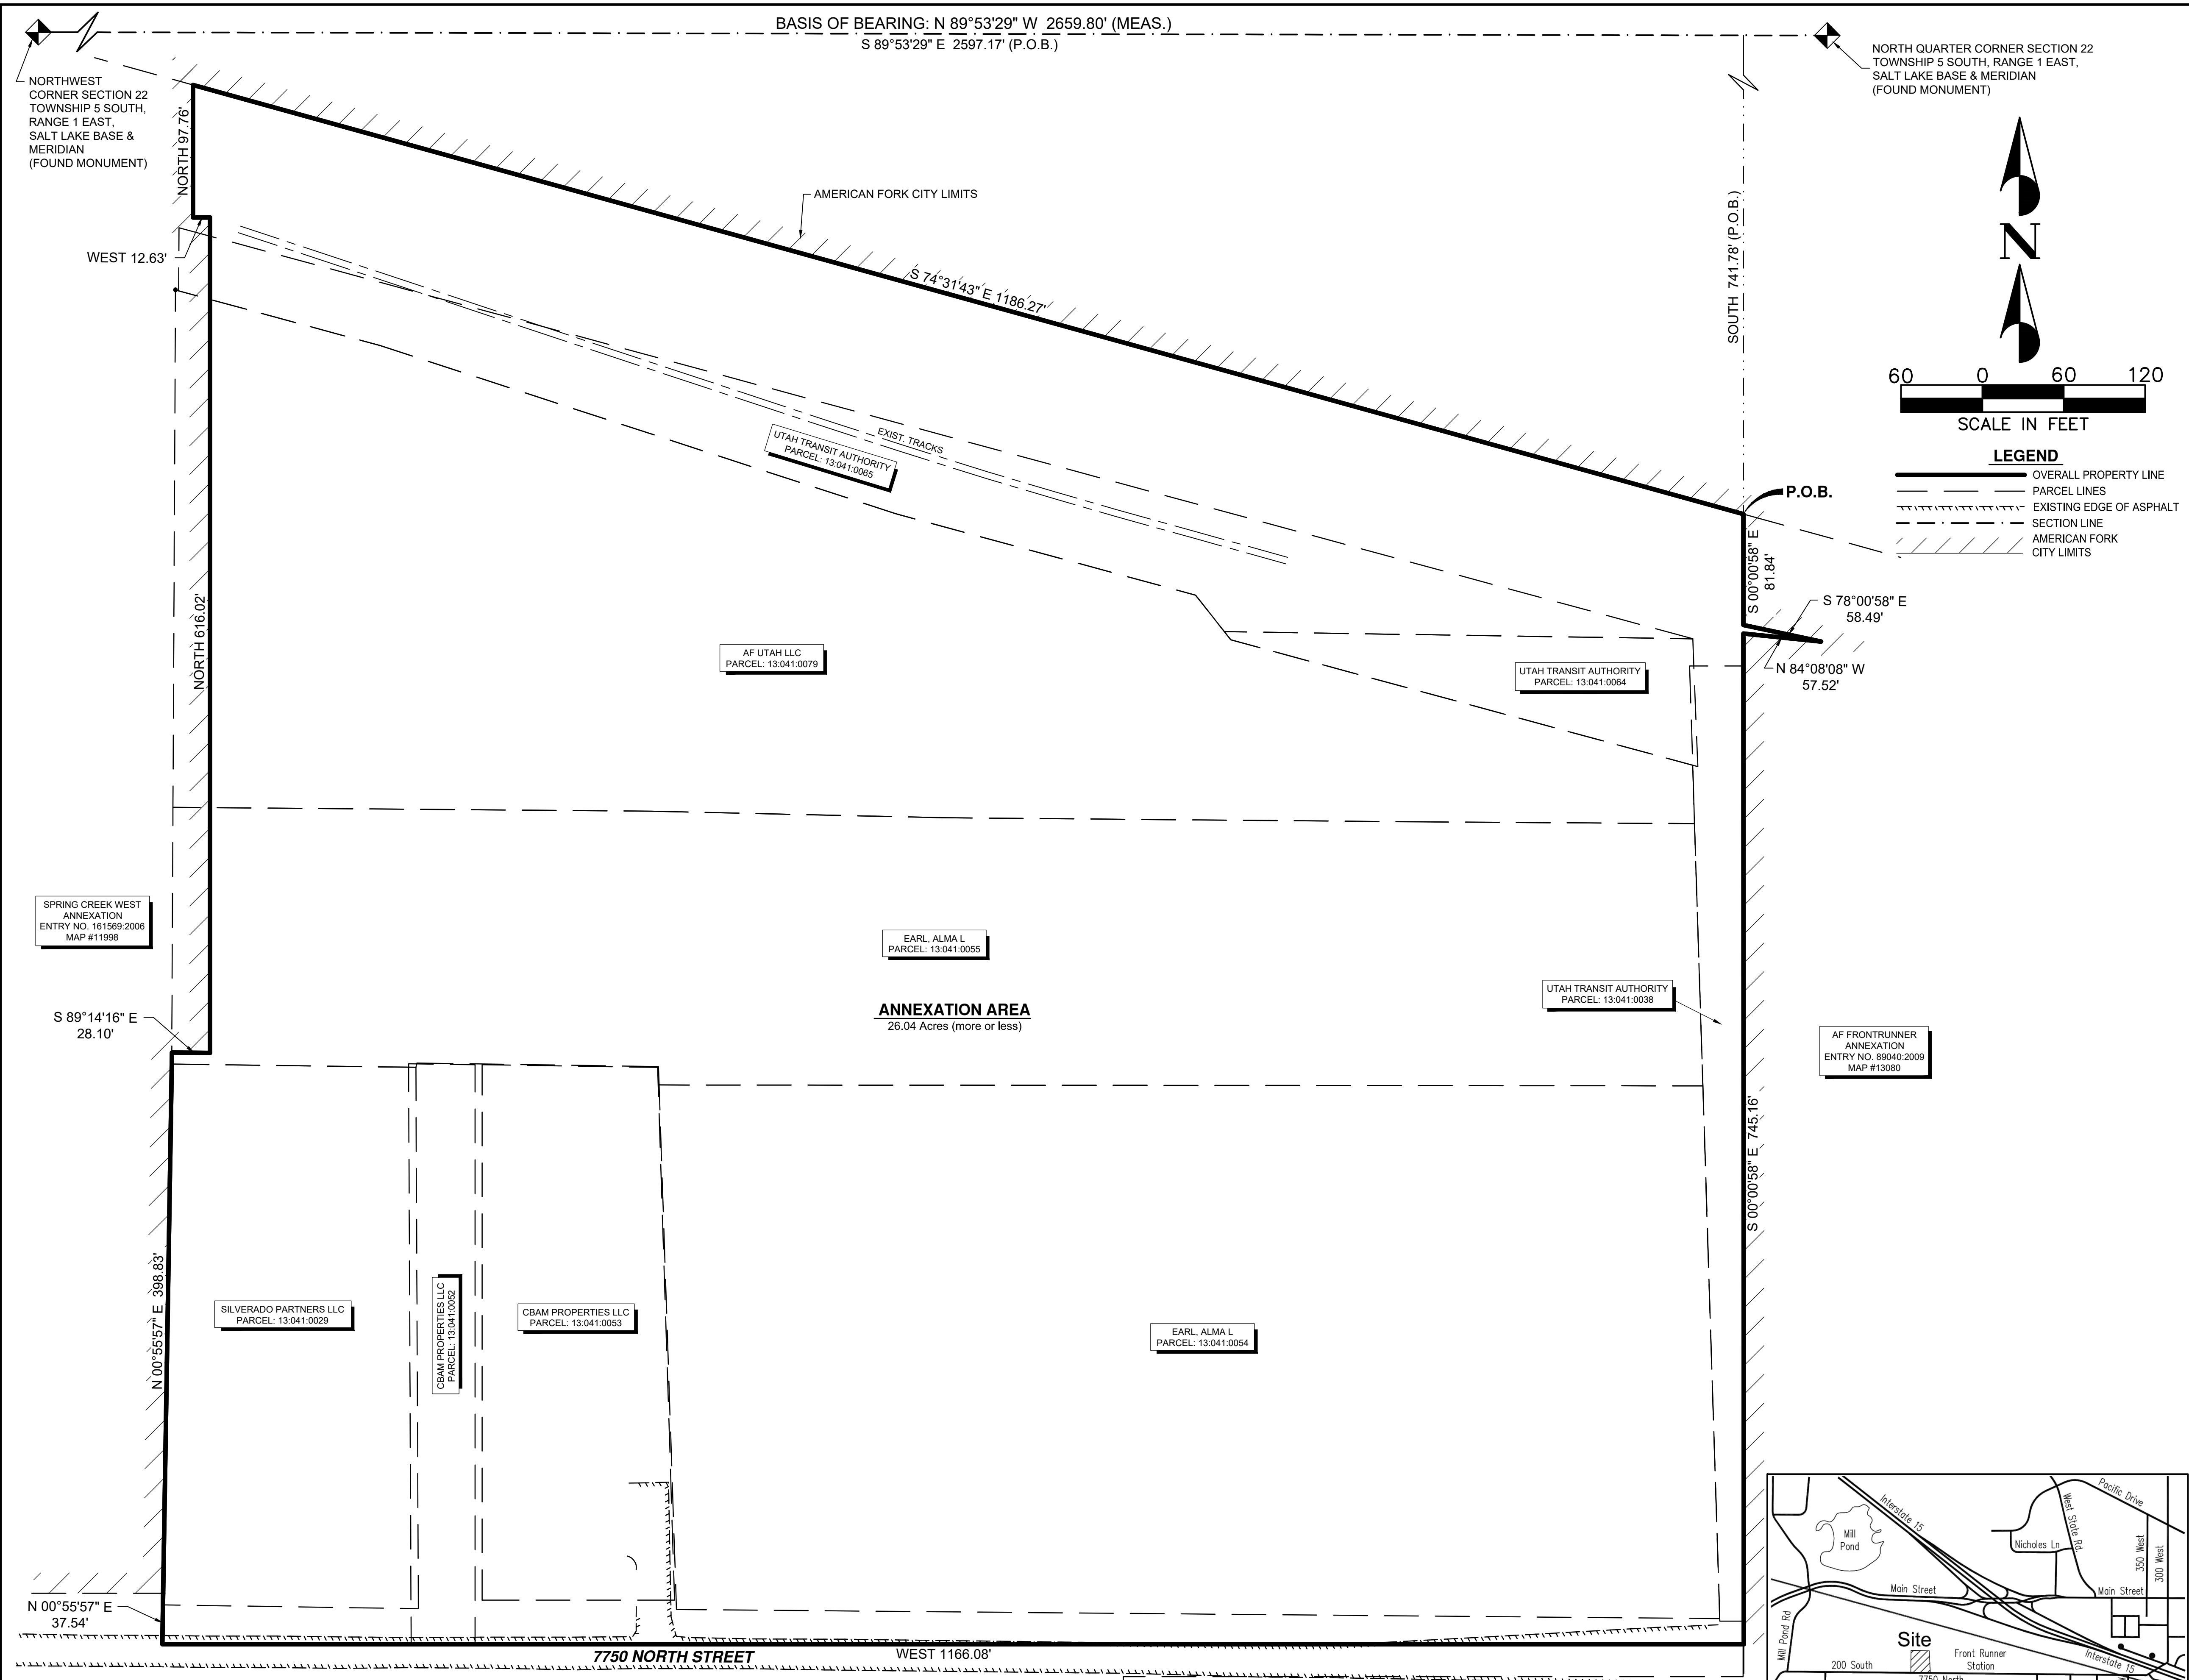 BASIS OF BEARING: N 89°53'29" W 2659.80' (MEAS.)
S 89°53'29" E 2597.17' (P.O.B.)
NORTHWEST
CORNER SECTION 22
TOWNSHIP 5 SOUTH,
RANGE 1 EAST,
SALT LAKE BASE &
MERIDIAN
(FOUND MONUMENT)
NORTH QUARTER CORNER SECTION 22
TOWNSHIP 5 SOUTH, RANGE 1 EAST,
SALT LAKE BASE & MERIDIAN
(FOUND MONUMENT)
NORTH 97.76'
WEST 12.63'
AMERICAN FORK CITY LIMITS
S 74°31'43" E 1186.27'
SOUTH 741.78' (P.O.B.)
N
60 0 60 120
SCALE IN FEET
LEGEND
OVERALL PROPERTY LINE
PARCEL LINES
EXISTING EDGE OF ASPHALT
SECTION LINE
AMERICAN FORK
CITY LIMITS
P.O.B.
S 00°00'58" E
81.84'
S 78°00'58" E
58.49'
N 84°08'08" W
57.52'
EXIST. TRACKS
UTAH TRANSIT AUTHORITY
PARCEL: 13:041:0065
NORTH 616.02'
AF UTAH LLC
PARCEL: 13:041:0079
UTAH TRANSIT AUTHORITY
PARCEL: 13:041:0064
SPRING CREEK WEST
ANNEXATION
ENTRY NO. 161569:2006
MAP #11998
EARL, ALMA L
PARCEL: 13:041:0055
ANNEXATION AREA
26.04 Acres (more or less)
UTAH TRANSIT AUTHORITY
PARCEL: 13:041:0038
AF FRONTRUNNER
ANNEXATION
ENTRY NO. 89040:2009
MAP #13080
S 89°14'16" E
28.10'
S 00°00'58" E 745.16'
N 00°55'57" E 398.83'
SILVERADO PARTNERS LLC
PARCEL: 13:041:0029
CBAM PROPERTIES LLC
PARCEL: 13:041:0052
CBAM PROPERTIES LLC
PARCEL: 13:041:0053
EARL, ALMA L
PARCEL: 13:041:0054
N 00°55'57" E
37.54'
7750 NORTH STREET
WEST 1166.08'
Interstate 15
Pacific Drive
West State Rd.
Mill
Pond
Nicholes Ln
350 West
300 West
Main Street
Main Street
Mill Pond Rd
Site
Front Runner
Station
Interstate 15
200 South
7750 North